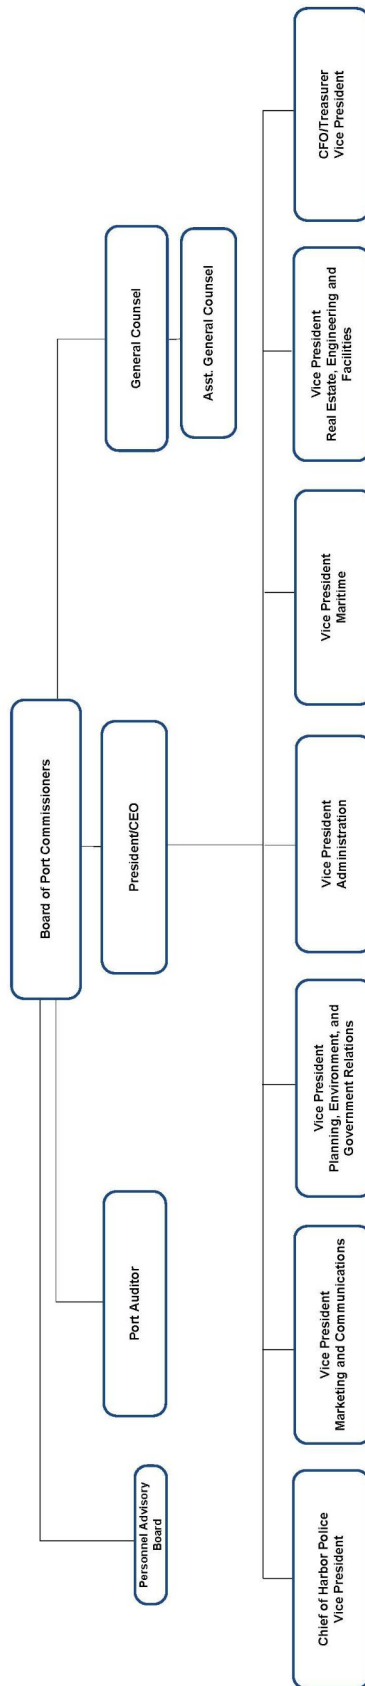 Board of Port Commissioners
Personnel Advisory
Board
Port Auditor
President/CEO
General Counsel
Asst. General Counsel
Chief of Harbor Police
Vice President
Vice President
Marketing and Communications
Vice President
Planning, Environment, and
Government Relations
Vice President
Administration
Vice President
Maritime
Vice President
Real Estate, Engineering and
Facilities
CFO/Treasurer
Vice President